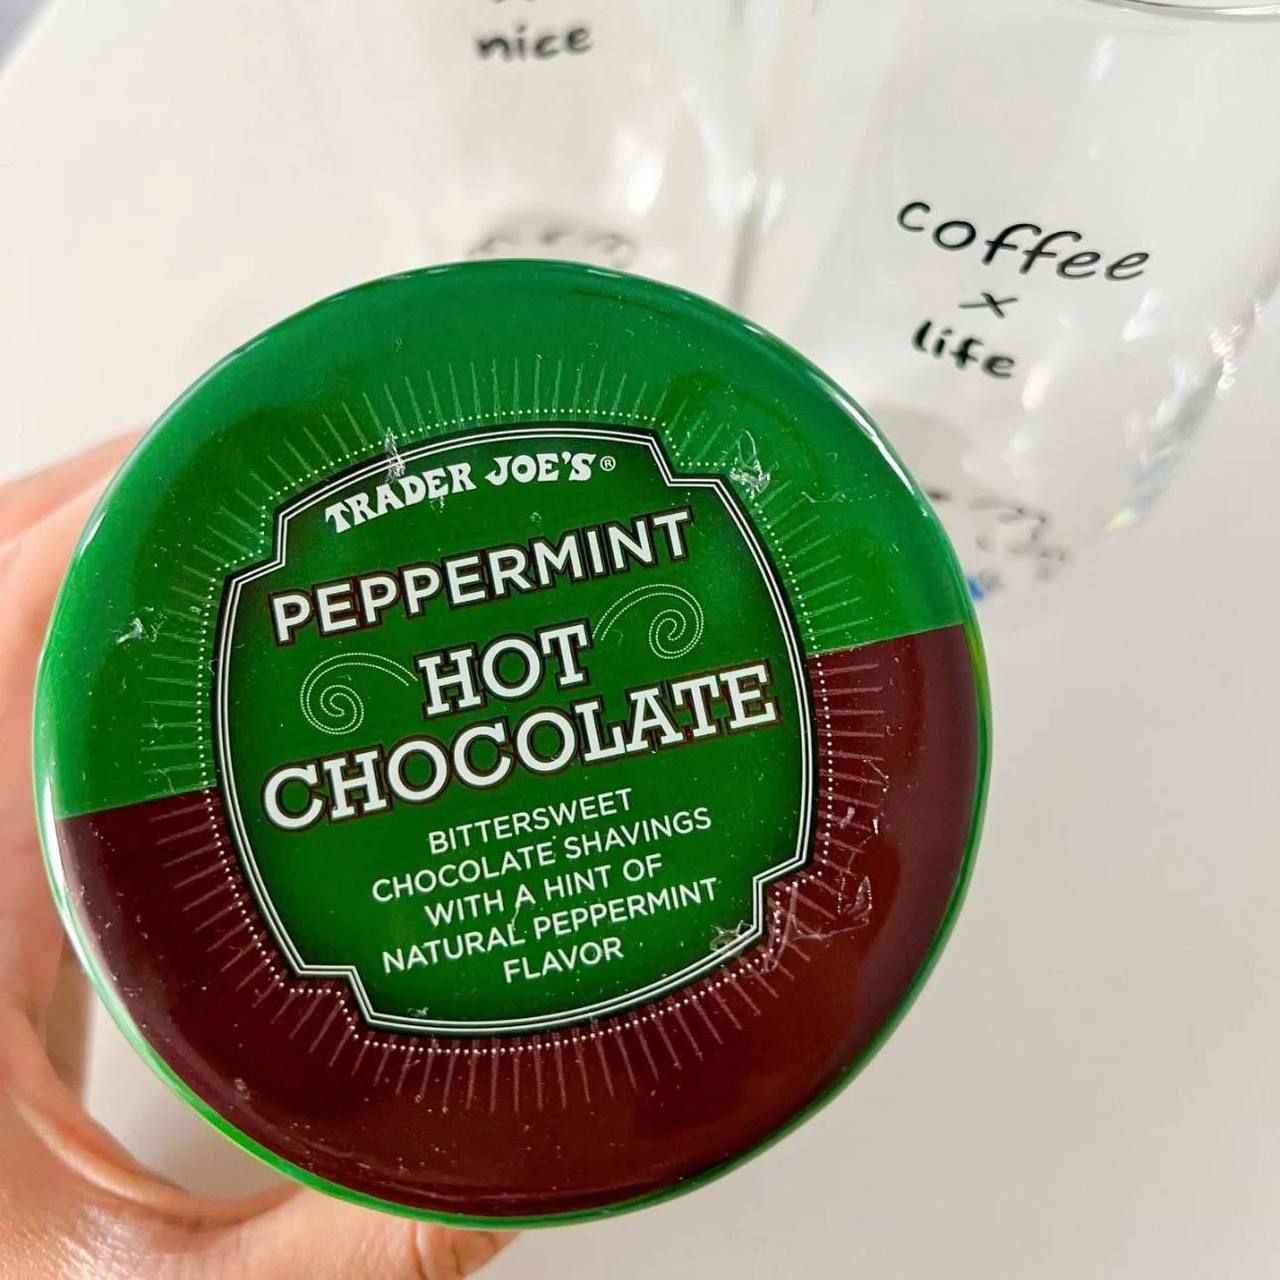 nice
coffee
x
life
TRADER JOE'S®
PEPPERMINT
HOT
CHOCOLATE
BITTERSWEET
CHOCOLATE SHAVINGS
WITH A HINT OF
NATURAL PEPPERMINT
FLAVOR